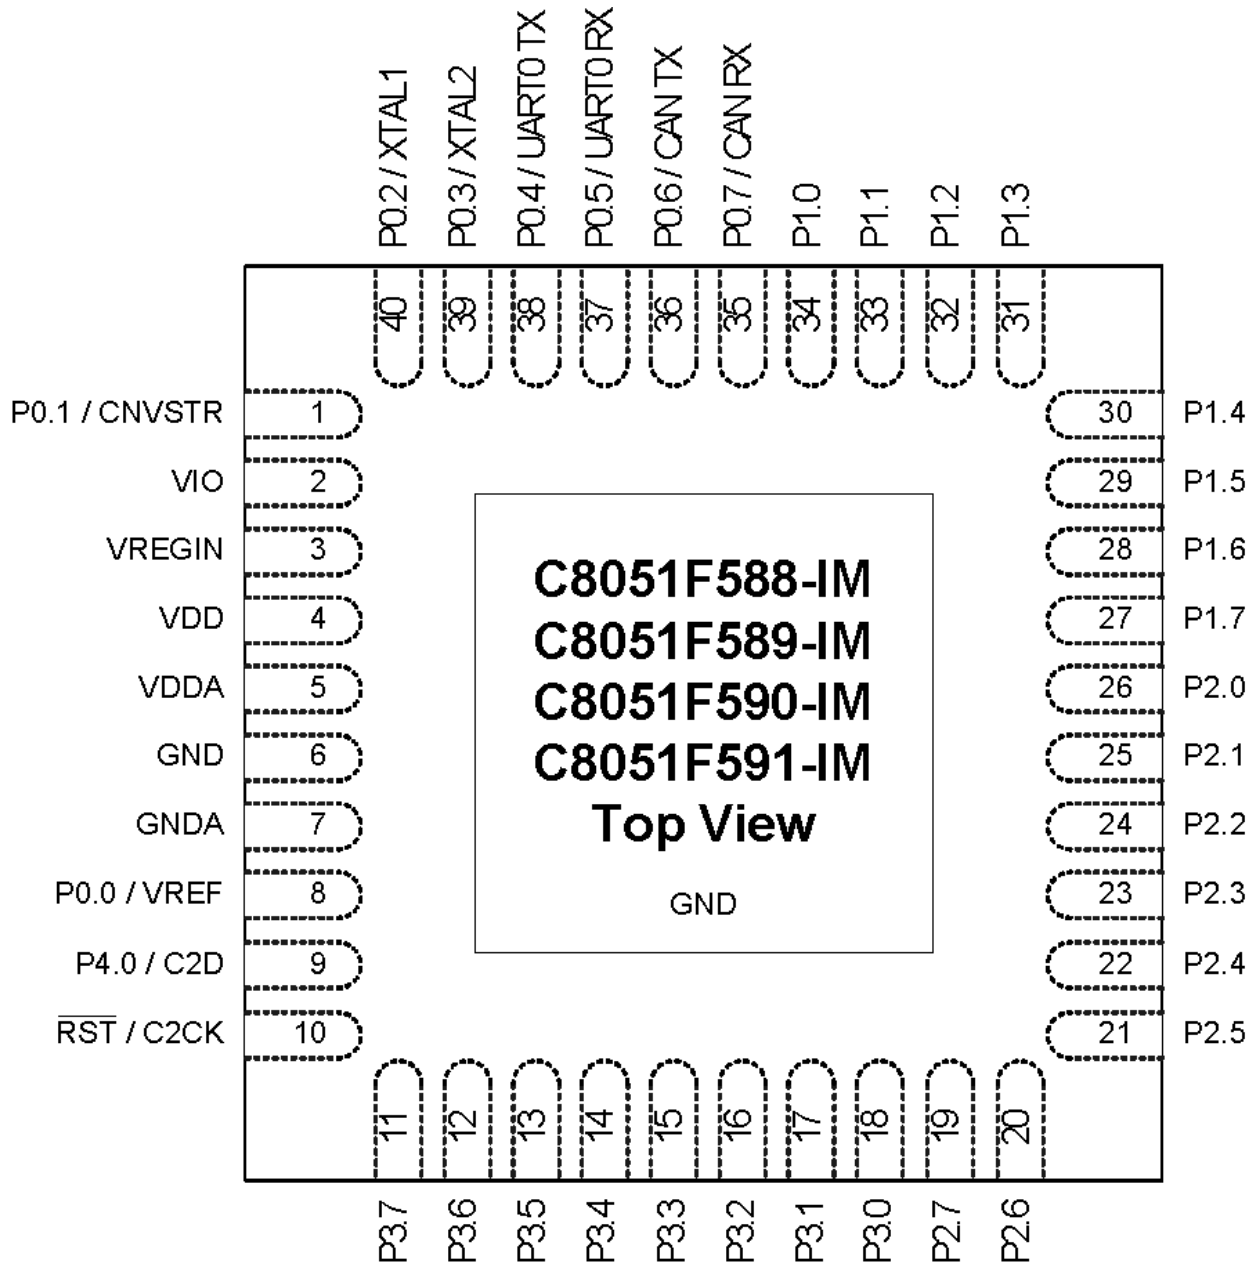 P0.2 / XTAL1
P0.3 / XTAL2
P0.4 / UART0 TX
P0.5 / UART0 RX
P0.6 / CAN TX
P0.7 / CAN RX
P1.0
P1.1
P1.2
P1.3
40
39
38
37
36
35
34
33
32
31
P0.1 / CNVSTR 1
VIO 2
VREGIN 3
VDD 4
VDDA 5
GND 6
GNDA 7
P0.0 / VREF 8
P4.0 / C2D 9
RST / C2CK 10
C8051F588-IM
C8051F589-IM
C8051F590-IM
C8051F591-IM
Top View
GND
30 P1.4
29 P1.5
28 P1.6
27 P1.7
26 P2.0
25 P2.1
24 P2.2
23 P2.3
22 P2.4
21 P2.5
11
12
13
14
15
16
17
18
19
20
P3.7
P3.6
P3.5
P3.4
P3.3
P3.2
P3.1
P3.0
P2.7
P2.6